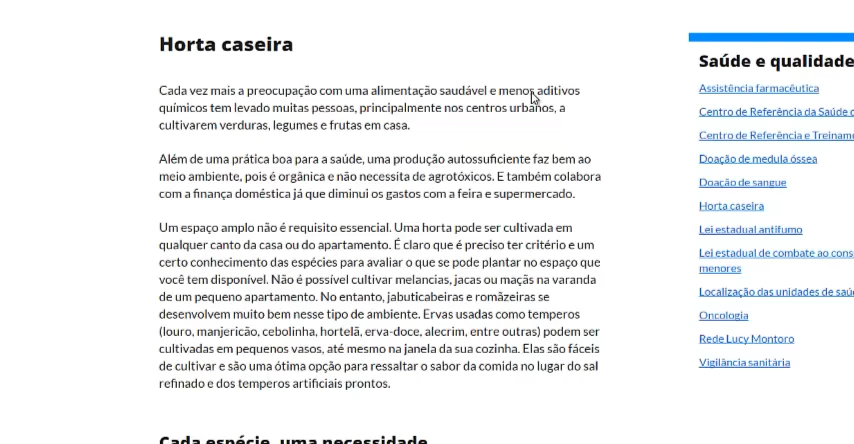 Horta caseira
Cada vez mais a preocupação com uma alimentação saudável e menos aditivos
químicos tem levado muitas pessoas, principalmente nos centros urbanos, a
cultivarem verduras, legumes e frutas em casa.
Além de uma prática boa para a saúde, uma produção autossuficiente faz bem ao
meio ambiente, pois é orgânica e não necessita de agrotóxicos. E também colabora
com a finança doméstica já que diminui os gastos com a feira e supermercado.
Um espaço amplo não é requisito essencial. Uma horta pode ser cultivada em
qualquer canto da casa ou do apartamento. É claro que é preciso ter critério e um
certo conhecimento das espécies para avaliar o que se pode plantar no espaço que
você tem disponível. Não é possível cultivar melancias, jacas ou maçãs na varanda
de um pequeno apartamento. No entanto, jabuticabeiras e romãzeiras se
desenvolvem muito bem nesse tipo de ambiente. Ervas usadas como temperos
(louro, manjericão, cebolinha, hortelã, erva-doce, alecrim, entre outras) podem ser
cultivadas em pequenos vasos, até mesmo na janela da sua cozinha. Elas são fáceis
de cultivar e são uma ótima opção para ressaltar o sabor da comida no lugar do sal
refinado e dos temperos artificiais prontos.
Cada espécie, uma necessidade
Saúde e qualidade
Assistência farmacêutica
Centro de Referência da Saúde
Centro de Referência e Treiname
Doação de medula óssea
Doação de sangue
Horta caseira
Lei estadual antifumo
Lei estadual de combate ao cons
menores
Localização das unidades de saú
Oncologia
Rede Lucy Montoro
Vigilância sanitária